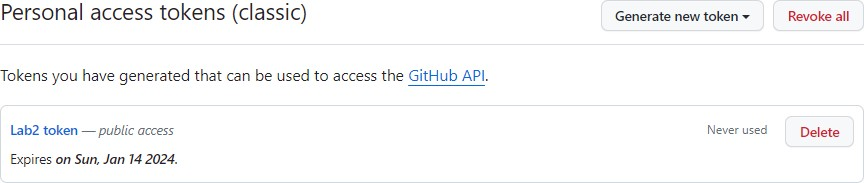 Personal access tokens (classic)
Generate new token
Revoke all
Tokens you have generated that can be used to access the GitHub API.
Lab2 token — public access
Never used
Delete
Expires on Sun, Jan 14 2024.